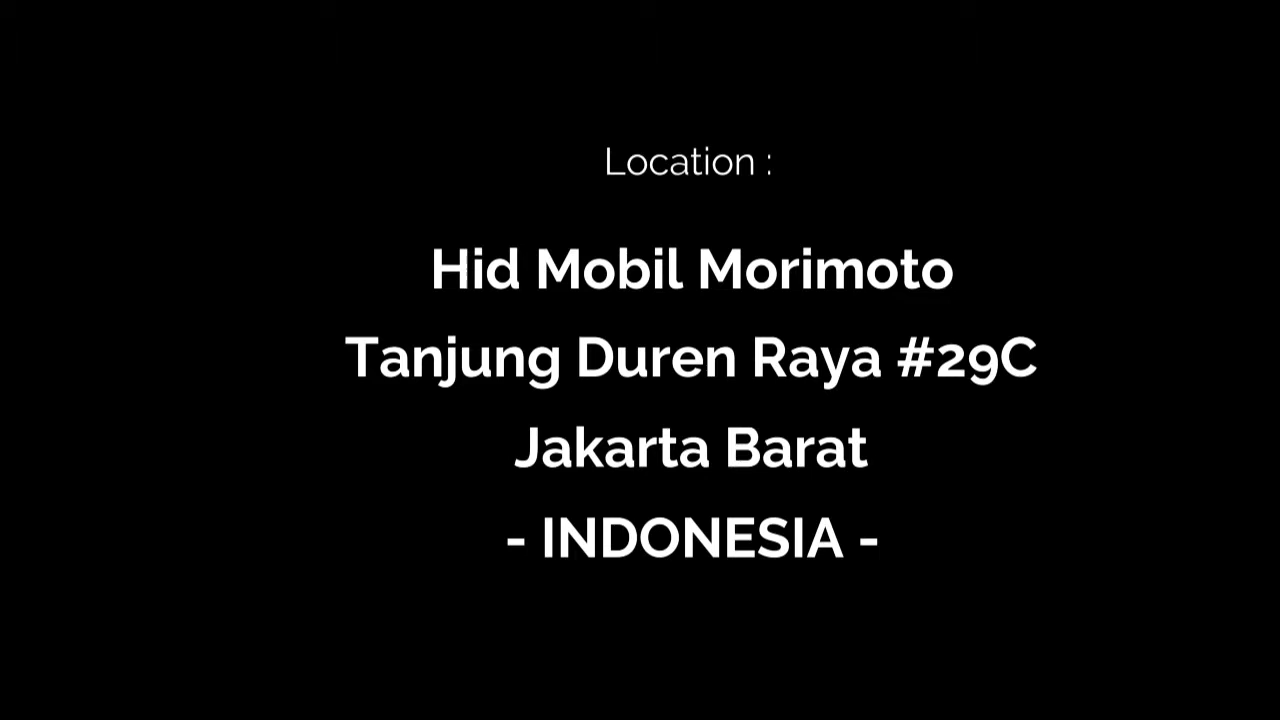 Location :
Hid Mobil Morimoto
Tanjung Duren Raya #29C
Jakarta Barat
- INDONESIA -